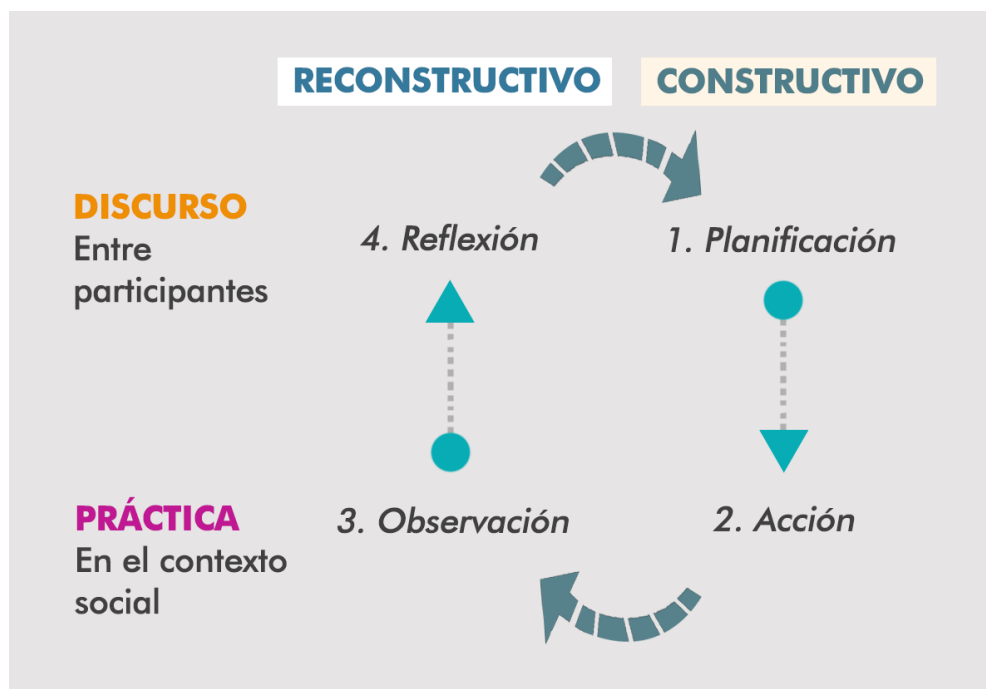 RECONSTRUCTIVO
CONSTRUCTIVO
DISCURSO
Entre
participantes
4. Reflexión
1. Planificación
PRÁCTICA
En el contexto
social
3. Observación
2. Acción